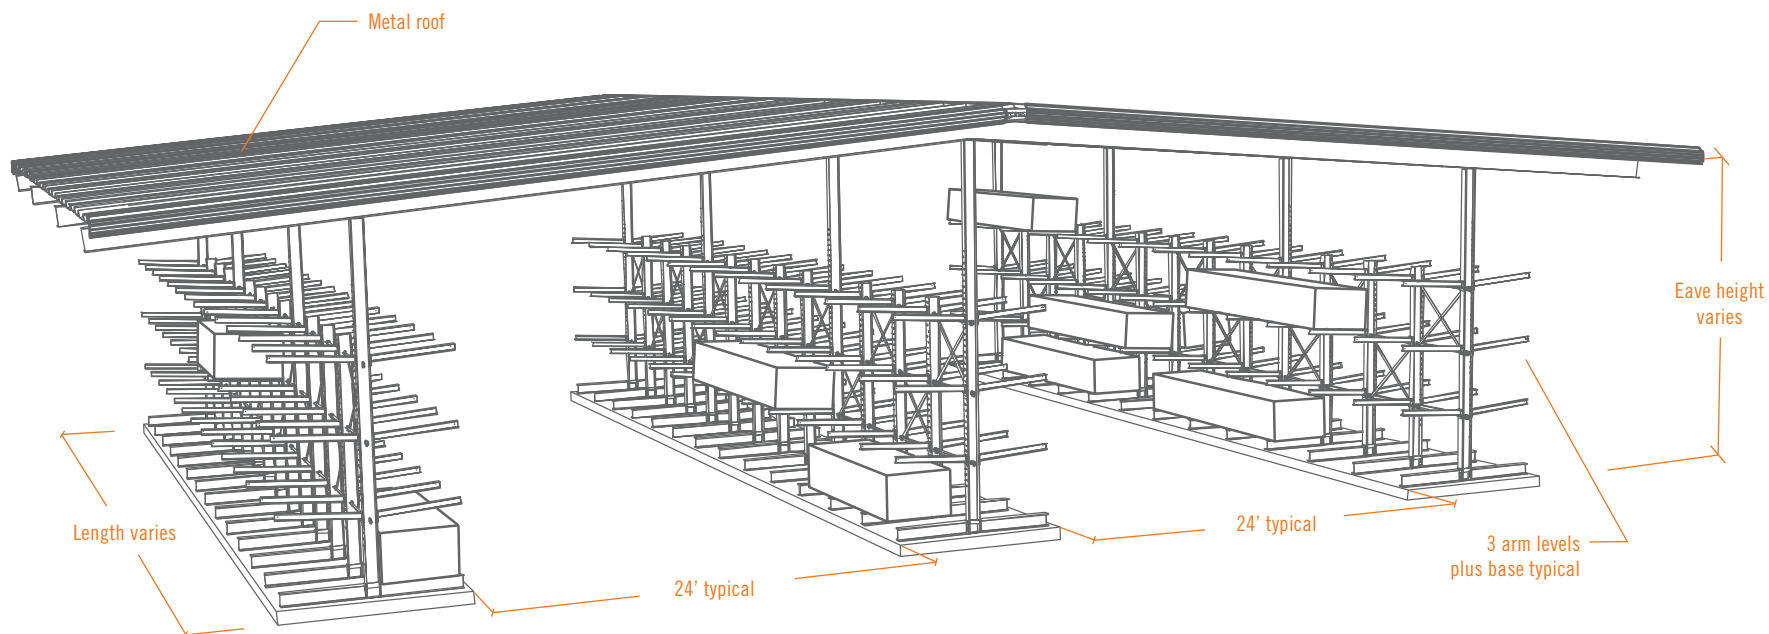 Metal roof
Eave height
varies
Length varies
24’ typical
24’ typical
3 arm levels
plus base typical